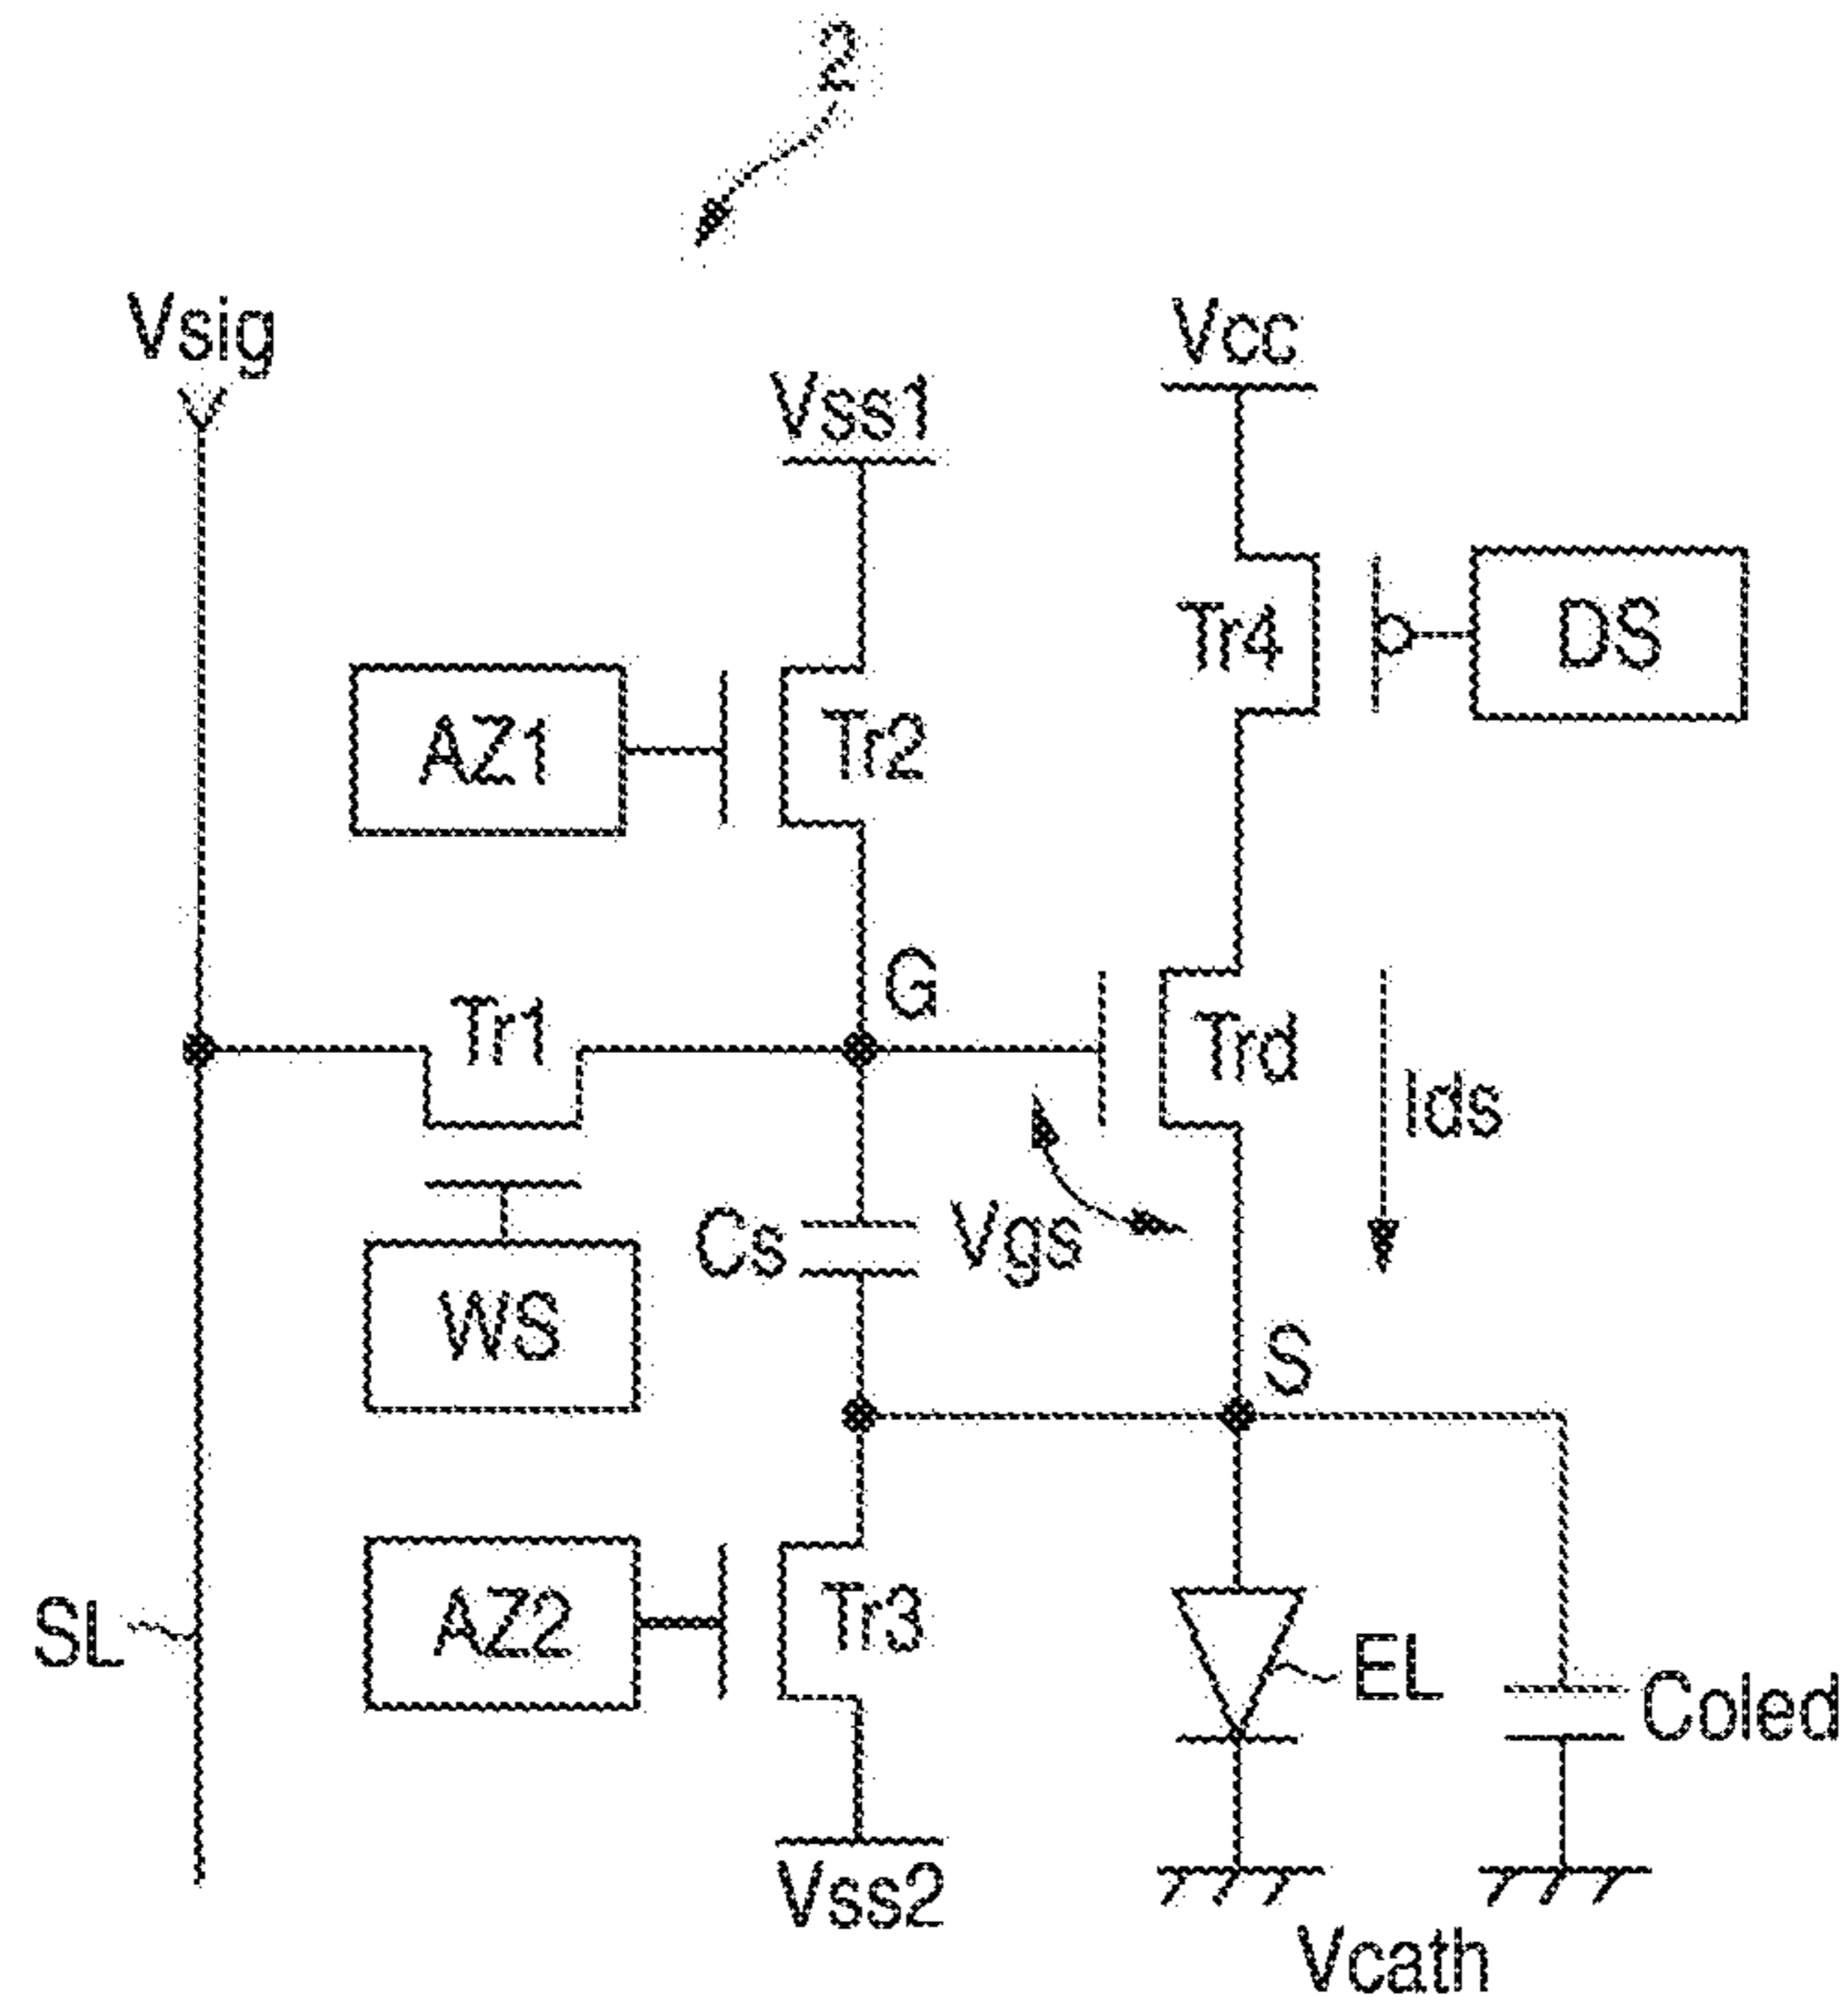 2
Vsig
Vcc
Vss1
AZ1
Tr2
Tr4
DS
G
Tr1
Trd
Ids
Cs
Vgs
WS
S
SL
AZ2
Tr3
EL
Coled
Vss2
Vcath